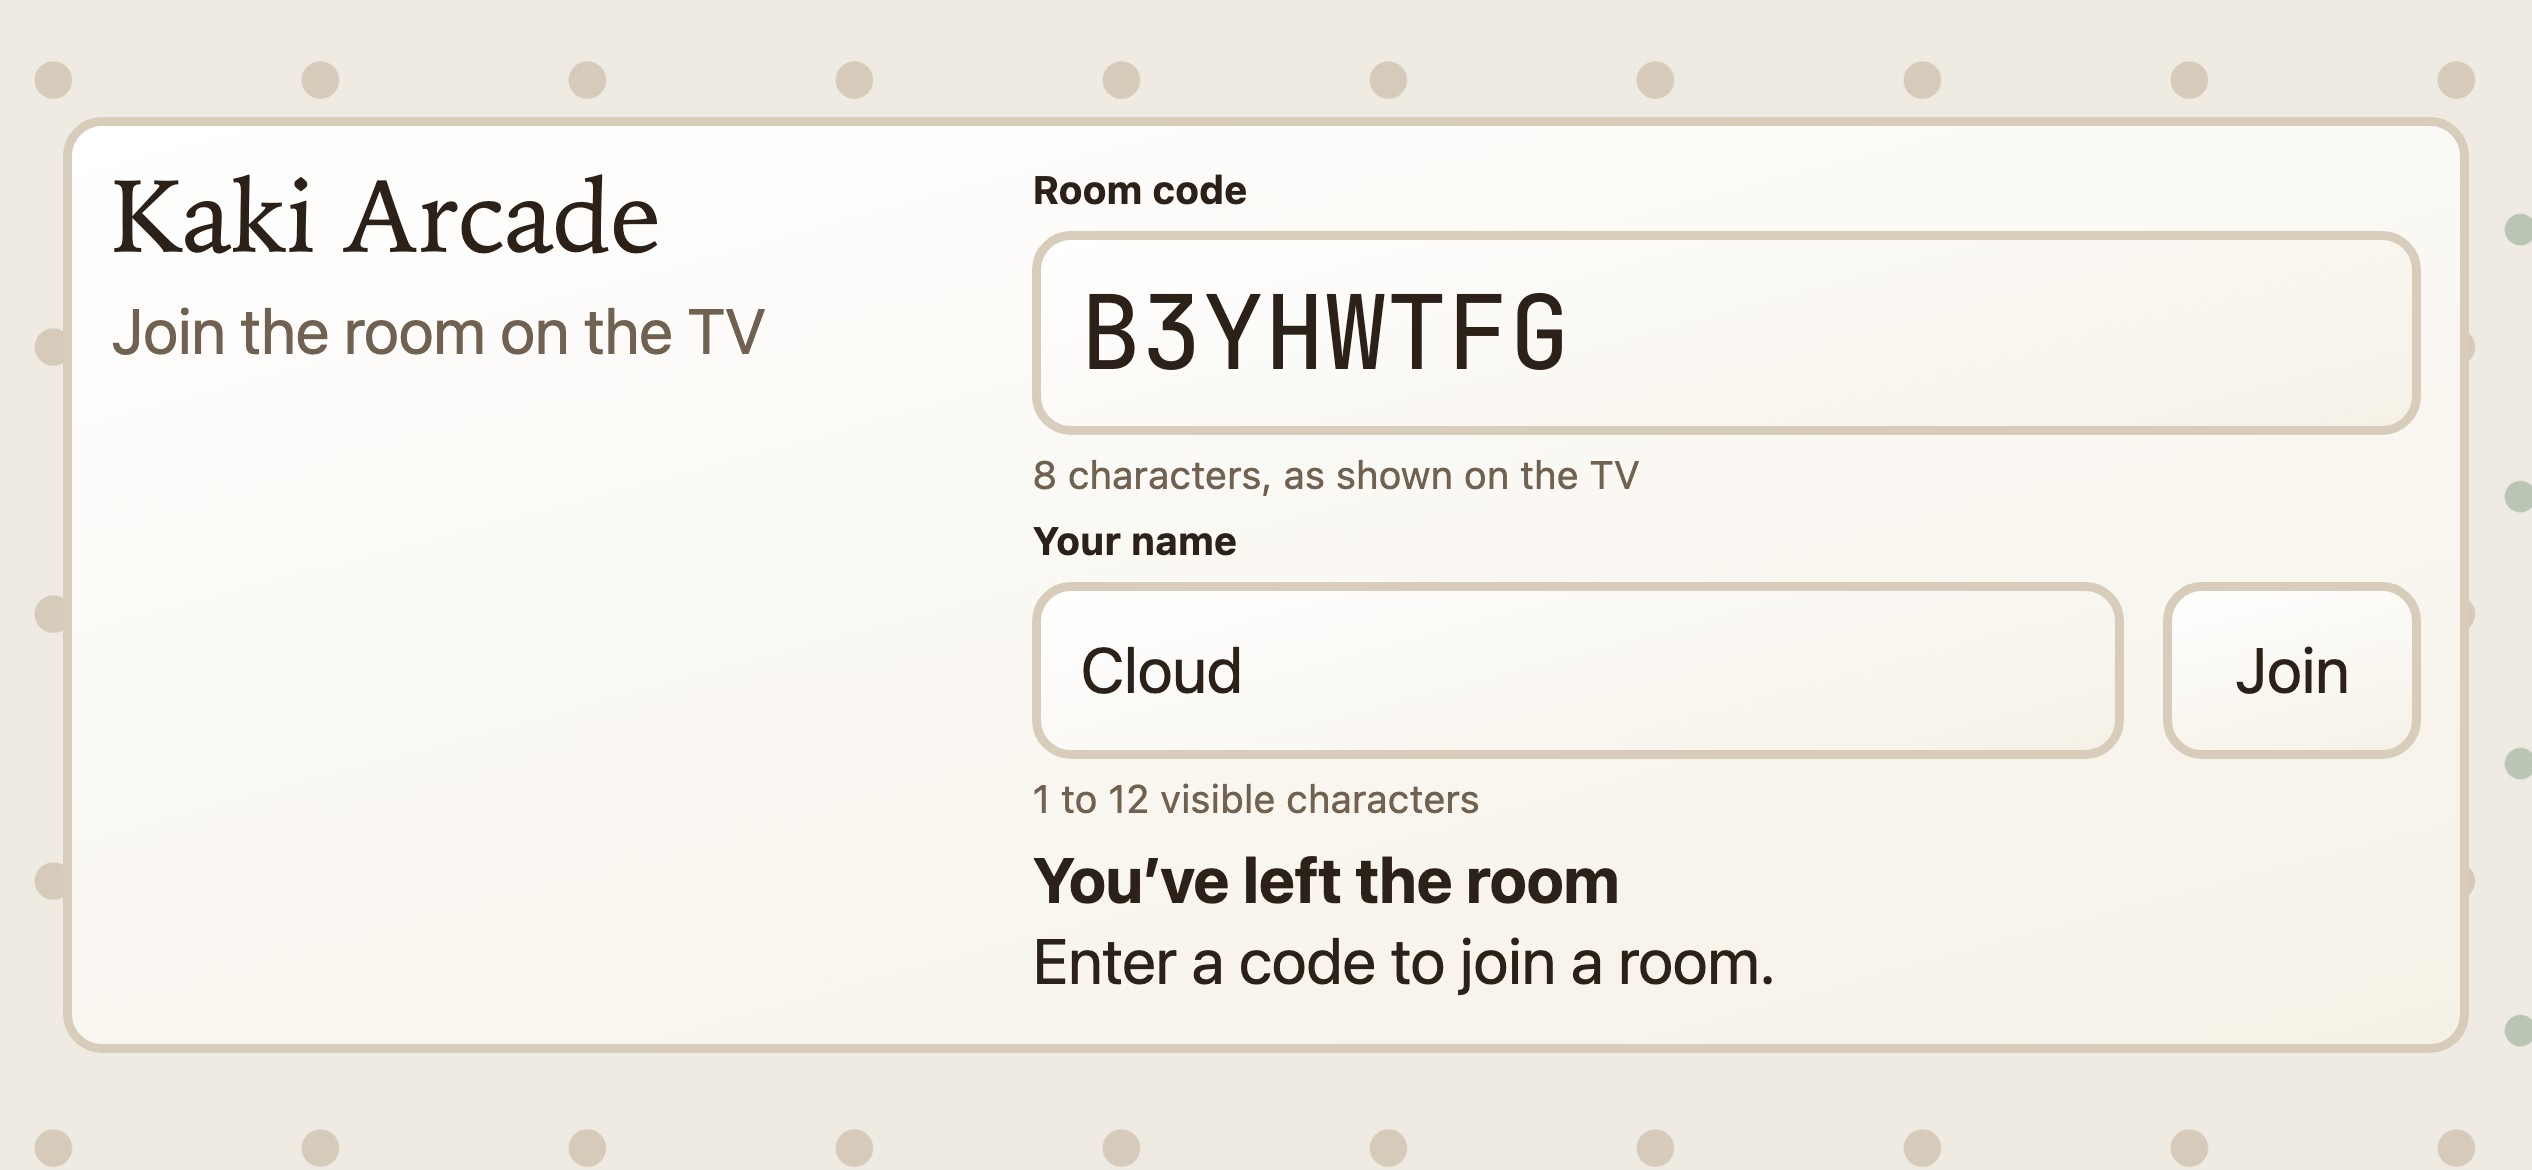 Kaki Arcade
Join the room on the TV
Room code
B3YHWTFG
8 characters, as shown on the TV
Your name
Cloud
Join
1 to 12 visible characters
You’ve left the room
Enter a code to join a room.